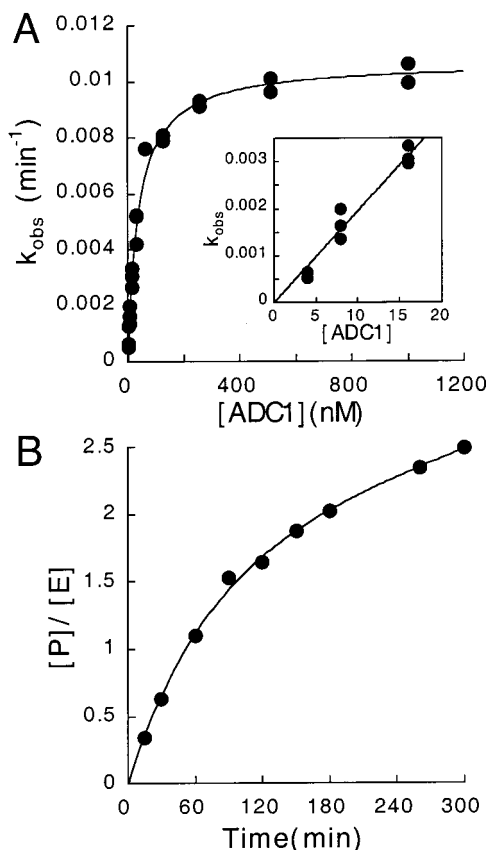 A
0.012
0.01
0.008
0.006
0.004
0.002
0
k_obs (min⁻¹)
0.003
0.002
0.001
0
k_obs
0 5 10 15 20
[ADC1]
0 400 800 1200
[ADC1](nM)
B
2.5
2
1.5
1
0.5
0
[P]/[E]
0 60 120 180 240 300
Time(min)